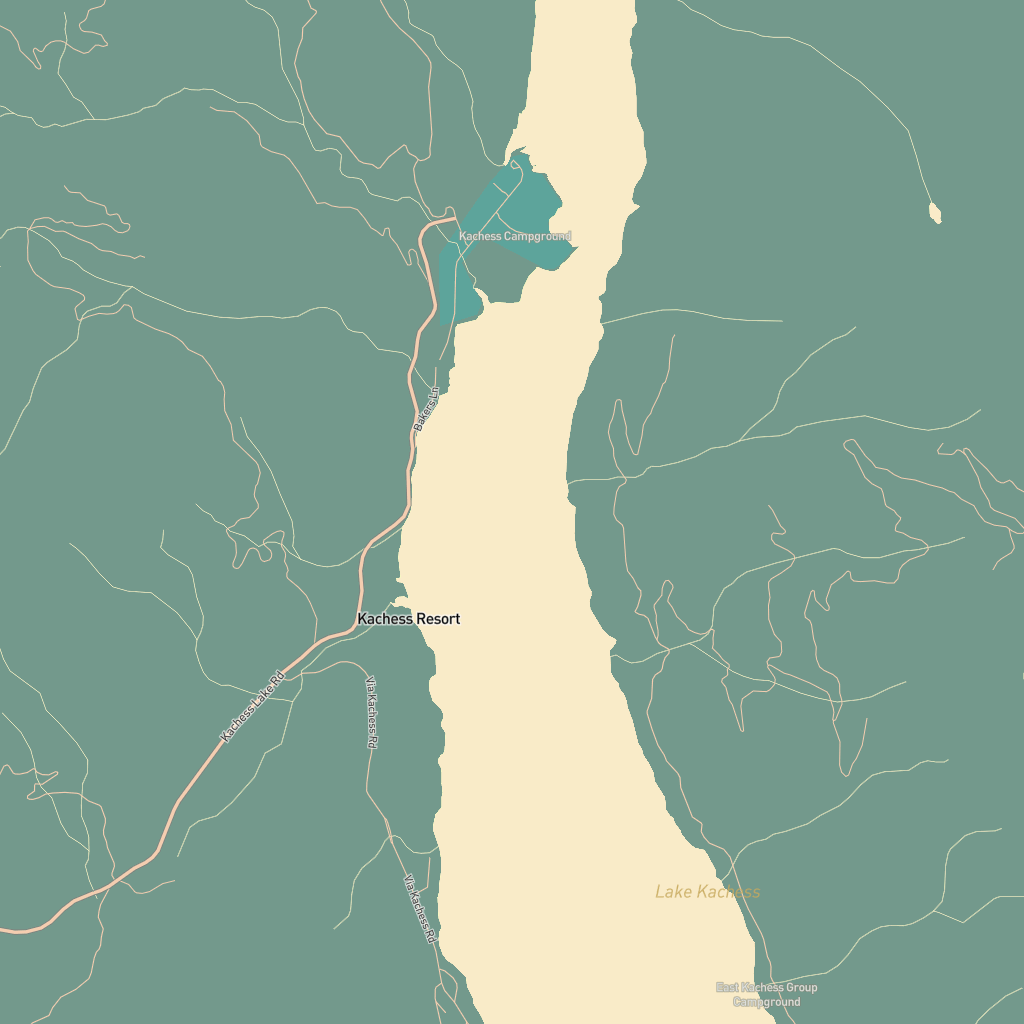 Kachess Campground
Bakers Ln
Kachess Resort
Kachess Lake Rd
Via Kachess Rd
Via Kachess Rd
Lake Kachess
East Kachess Group
Campground